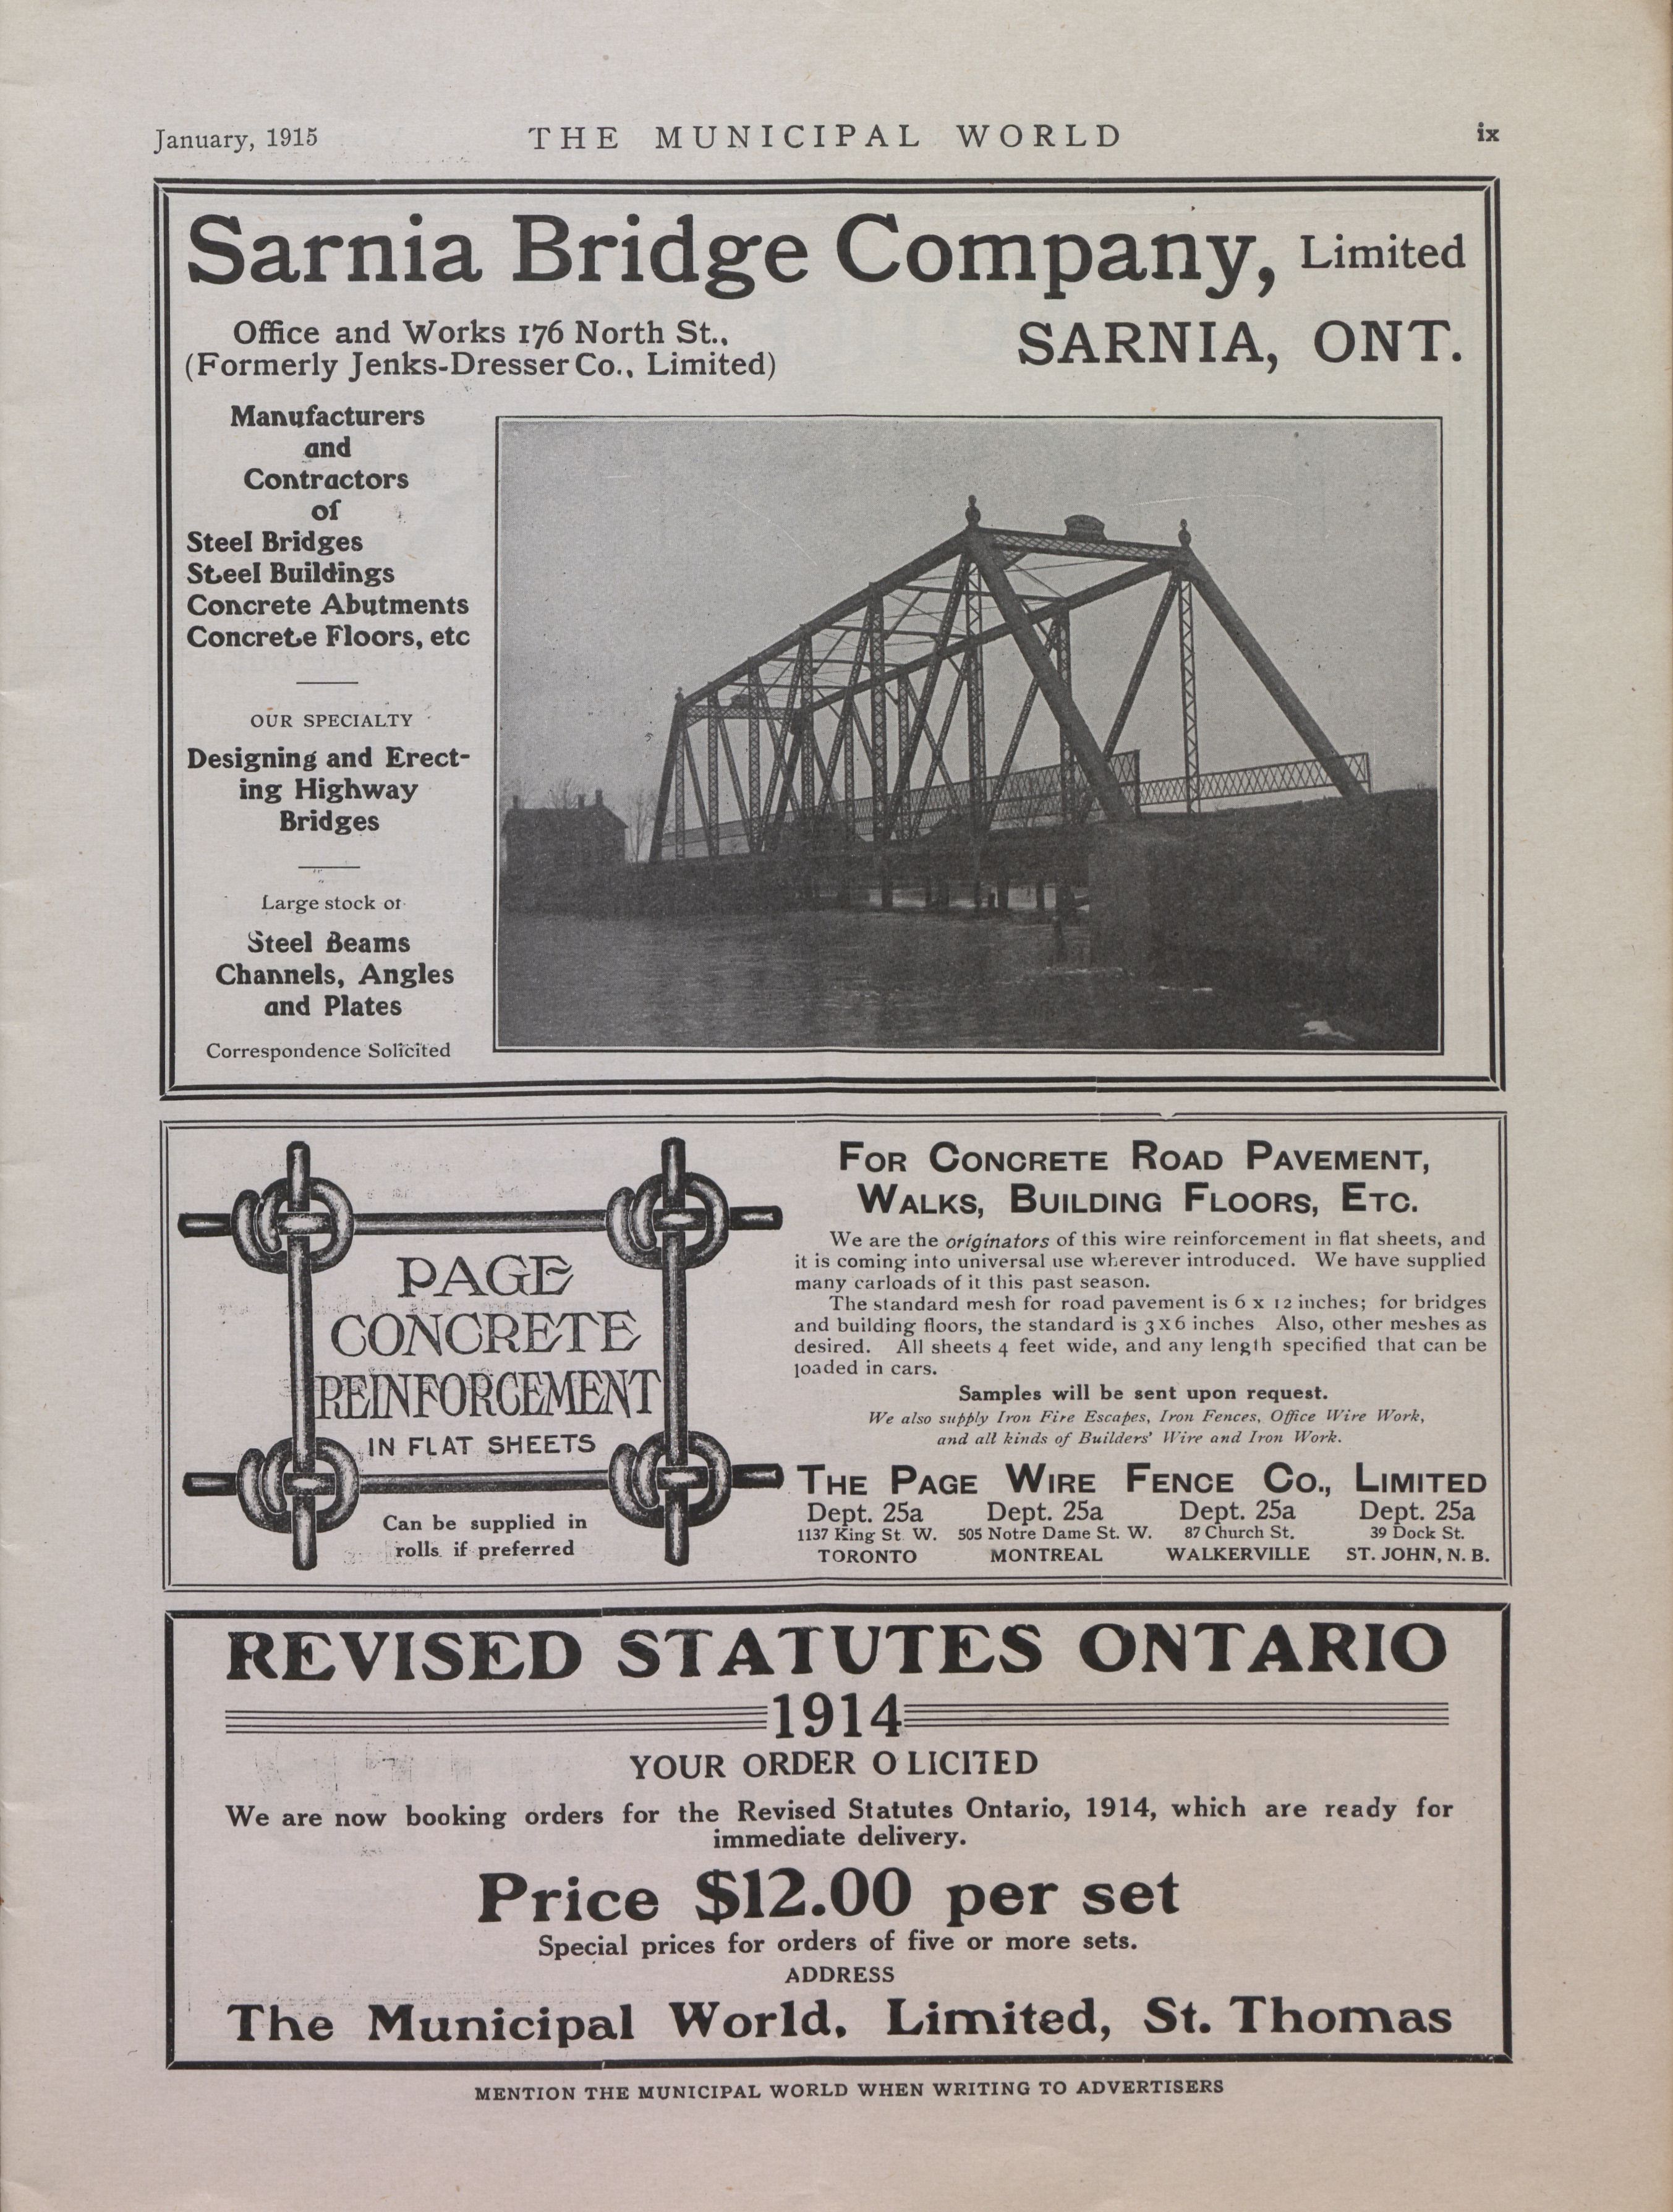 January, 1915
THE MUNICIPAL WORLD
ix
Sarnia Bridge Company, Limited
Office and Works 176 North St.,
(Formerly Jenks-Dresser Co., Limited)
SARNIA, ONT.
Manufacturers
and
Contractors
of
Steel Bridges
Steel Buildings
Concrete Abutments
Concrete Floors, etc
OUR SPECIALTY
Designing and Erect-
ing Highway
Bridges
Large stock of
Steel Beams
Channels, Angles
and Plates
Correspondence Solicited
PAGE
CONCRETE
REINFORCEMENT
IN FLAT SHEETS
Can be supplied in
rolls if preferred
FOR CONCRETE ROAD PAVEMENT,
WALKS, BUILDING FLOORS, ETC.
We are the originators of this wire reinforcement in flat sheets, and
it is coming into universal use wherever introduced. We have supplied
many carloads of it this past season.
The standard mesh for road pavement is 6 x 12 inches; for bridges
and building floors, the standard is 3 x 6 inches Also, other meshes as
desired. All sheets 4 feet wide, and any length specified that can be
loaded in cars.
Samples will be sent upon request.
We also supply Iron Fire Escapes, Iron Fences, Office Wire Work,
and all kinds of Builders' Wire and Iron Work.
THE PAGE WIRE FENCE CO., LIMITED
Dept. 25a Dept. 25a Dept. 25a Dept. 25a
1137 King St. W. 505 Notre Dame St. W. 87 Church St. 39 Dock St.
TORONTO MONTREAL WALKERVILLE ST. JOHN, N. B.
REVISED STATUTES ONTARIO
1914
YOUR ORDER O LICITED
We are now booking orders for the Revised Statutes Ontario, 1914, which are ready for
immediate delivery.
Price $12.00 per set
Special prices for orders of five or more sets.
ADDRESS
The Municipal World, Limited, St. Thomas
MENTION THE MUNICIPAL WORLD WHEN WRITING TO ADVERTISERS